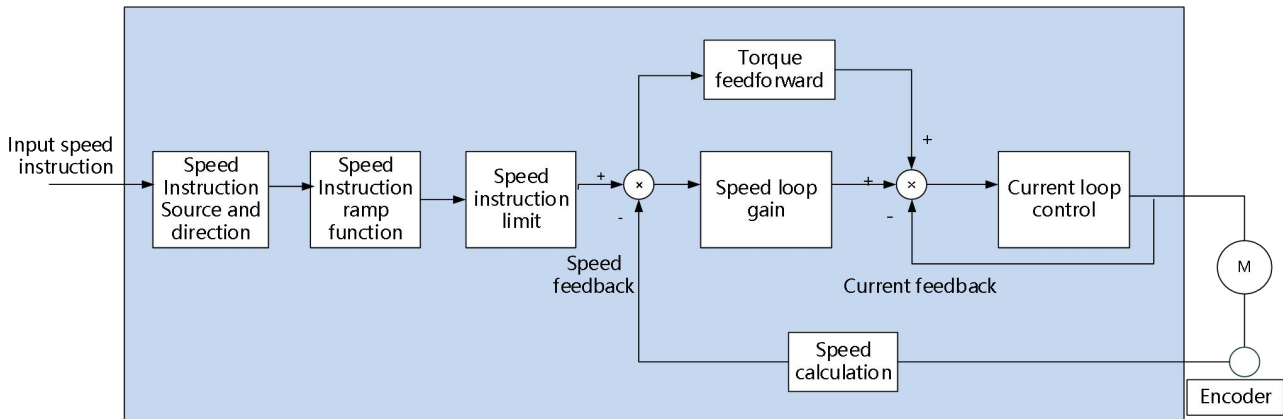 Torque
feedforward
Input speed
instruction
Speed
Instruction
Source and
direction
Speed
Instruction
ramp
function
Speed
instruction
limit
+
-
×
Speed
feedback
Speed loop
gain
+
+
-
×
Current feedback
Current loop
control
M
Speed
calculation
Encoder